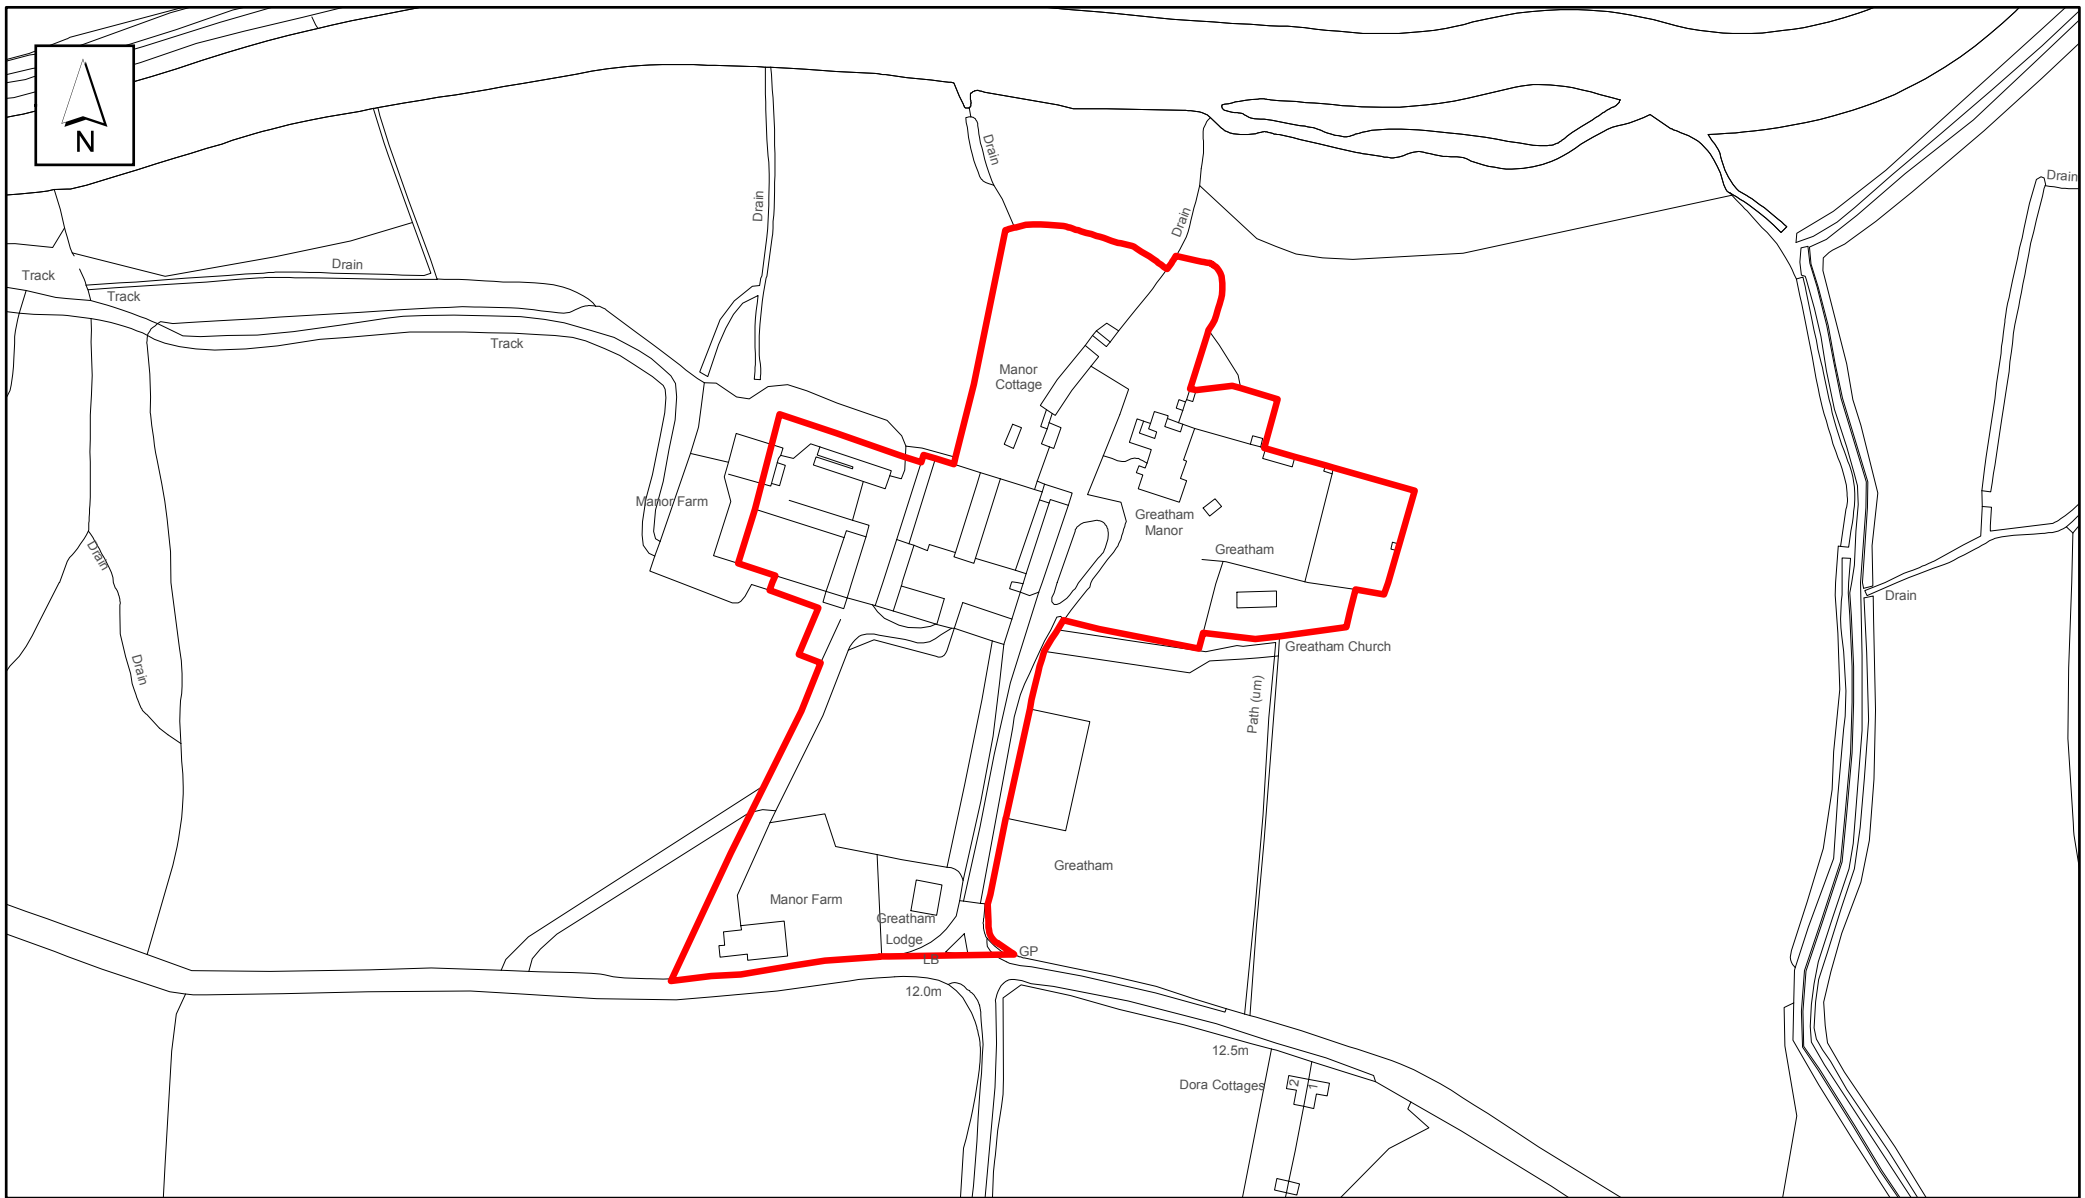 N
Drain
Drain
Drain
Drain
Drain
Track
Track
Track
Manor
Cottage
Manor Farm
Greatham
Manor
Greatham
Drain
Drain
Drain
Greatham Church
Path (um)
Greatham
Manor Farm
Greatham
Lodge
LB
GP
12.0m
12.5m
Dora Cottages
2
1